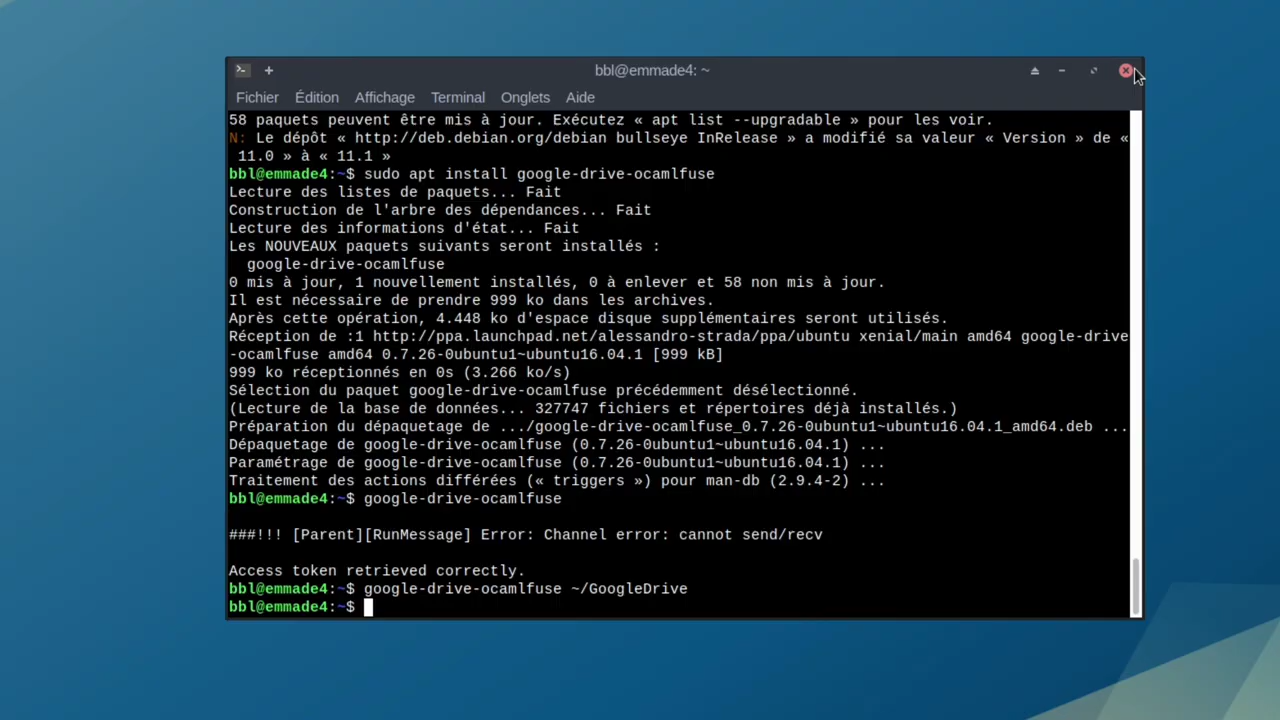 bbl@emmade4: ~
Fichier Édition Affichage Terminal Onglets Aide
58 paquets peuvent être mis à jour. Exécutez « apt list --upgradable » pour les voir.
N: Le dépôt « http://deb.debian.org/debian bullseye InRelease » a modifié sa valeur « Version » de «
11.0 » à « 11.1 »
bbl@emmade4:~$ sudo apt install google-drive-ocamlfuse
Lecture des listes de paquets... Fait
Construction de l'arbre des dépendances... Fait
Lecture des informations d'état... Fait
Les NOUVEAUX paquets suivants seront installés :
google-drive-ocamlfuse
0 mis à jour, 1 nouvellement installés, 0 à enlever et 58 non mis à jour.
Il est nécessaire de prendre 999 ko dans les archives.
Après cette opération, 4.448 ko d'espace disque supplémentaires seront utilisés.
Réception de :1 http://ppa.launchpad.net/alessandro-strada/ppa/ubuntu xenial/main amd64 google-drive
-ocamlfuse amd64 0.7.26-0ubuntu1~ubuntu16.04.1 [999 kB]
999 ko réceptionnés en 0s (3.266 ko/s)
Sélection du paquet google-drive-ocamlfuse précédemment désélectionné.
(Lecture de la base de données... 327747 fichiers et répertoires déjà installés.)
Préparation du dépaquetage de .../google-drive-ocamlfuse_0.7.26-0ubuntu1~ubuntu16.04.1_amd64.deb ...
Dépaquetage de google-drive-ocamlfuse (0.7.26-0ubuntu1~ubuntu16.04.1) ...
Paramétrage de google-drive-ocamlfuse (0.7.26-0ubuntu1~ubuntu16.04.1) ...
Traitement des actions différées (« triggers ») pour man-db (2.9.4-2) ...
bbl@emmade4:~$ google-drive-ocamlfuse
###!!! [Parent][RunMessage] Error: Channel error: cannot send/recv
Access token retrieved correctly.
bbl@emmade4:~$ google-drive-ocamlfuse ~/GoogleDrive
bbl@emmade4:~$